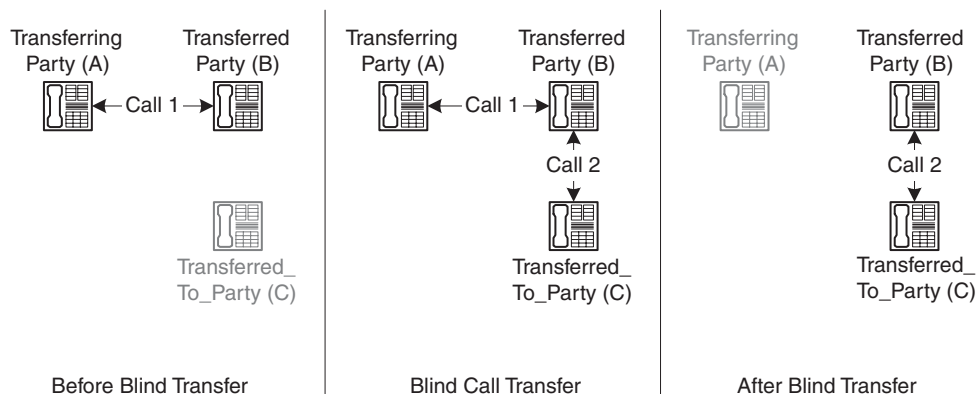 Transferring
Party (A)
Transferred
Party (B)
Call 1
Transferred_
To_Party (C)
Before Blind Transfer
Transferring
Party (A)
Transferred
Party (B)
Call 1
Call 2
Transferred_
To_Party (C)
Blind Call Transfer
Transferring
Party (A)
Transferred
Party (B)
Call 2
Transferred_
To_Party (C)
After Blind Transfer